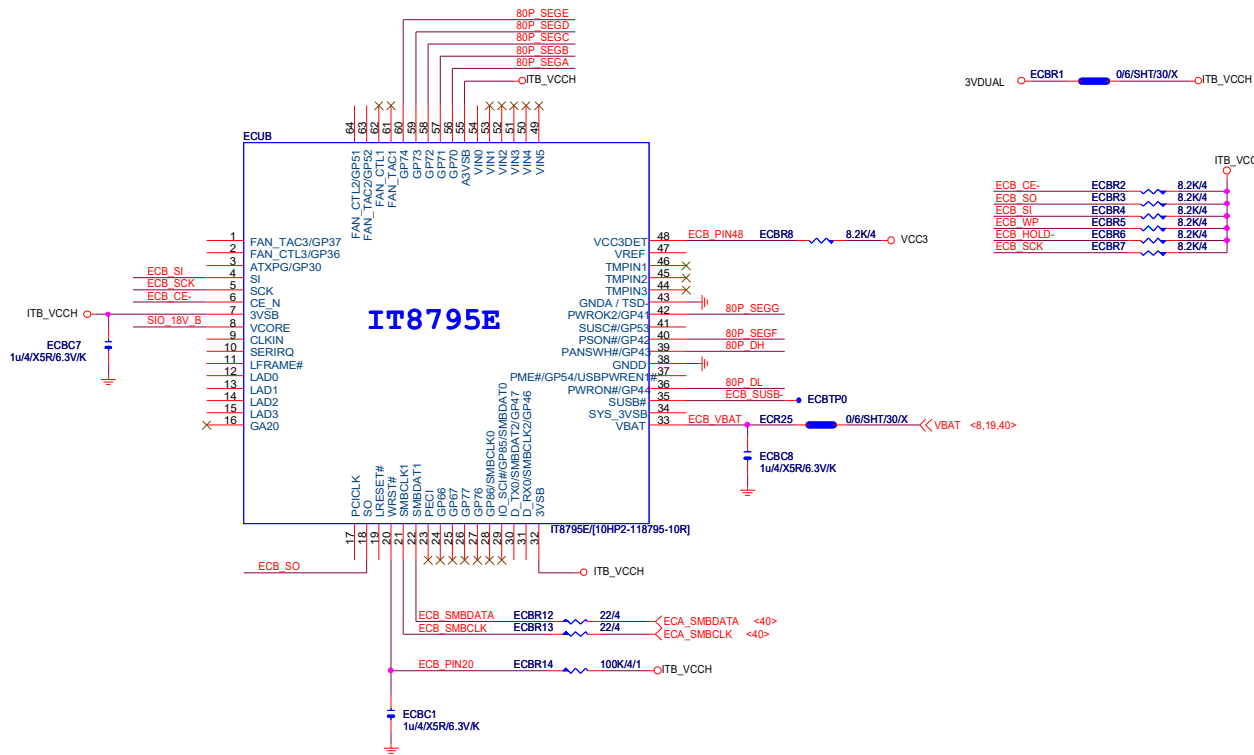 80P_SEGE
80P_SEGD
80P_SEGC
80P_SEGB
80P_SEGA
ITB_VCCH
3VDUAL
ECBR1
0/6/SHT/30/X
ITB_VCCH
64
63
62
61
60
59
58
57
56
55
54
53
52
51
50
49
ECUB
FAN_CTL2/GP51
FAN_TAC2/GP52
FAN_CTL1
FAN_TAC1
GP74
GP73
GP72
GP71
GP70
A3VSB
VIN0
VIN1
VIN2
VIN3
VIN4
VIN5
ITB_VCC
ECB_CE- ECBR2 8.2K/4
ECB_SO ECBR3 8.2K/4
ECB_SI ECBR4 8.2K/4
ECB_WP ECBR5 8.2K/4
ECB_HOLD- ECBR6 8.2K/4
ECB_SCK ECBR7 8.2K/4
1 FAN_TAC3/GP37
2 FAN_CTL3/GP36
3 ATXPG/GP30
ECB_SI 4 SI
ECB_SCK 5 SCK
ECB_CE- 6 CE_N
ITB_VCCH 7 3VSB
SIO_18V_B 8 VCORE
9 CLKIN
10 SERIRQ
11 LFRAME#
12 LAD0
13 LAD1
14 LAD2
15 LAD3
16 GA20
ECBC7
1u/4/X5R/6.3V/K
IT8795E
VCC3DET 48 ECB_PIN48 ECBR8 8.2K/4 VCC3
VREF 47
TMPIN1 46
TMPIN2 45
TMPIN3 44
GNDA / TSD- 43
PWROK2/GP41 42 80P_SEGG
SUSC#/GP53 41
PSON#/GP42 40 80P_SEGF
PANSWH#/GP43 39 80P_DH
GNDD 38
PME#/GP54/USBPWREN1# 37
PWRON#/GP44 36 80P_DL
SUSB# 35 ECB_SUSB- ECBTP0
SYS_3VSB 34
VBAT 33 ECB_VBAT ECR25 0/6/SHT/30/X VBAT <8,19,40>
ECBC8
1u/4/X5R/6.3V/K
PCICLK
SO
LRESET#
WRST#
SMBCLK1
SMBDAT1
PECI
GP66
GP67
GP77
GP76
GP86/SMBCLK0
IO_SCI#/GP85/SMBDAT0
D_TX0/SMBDAT2/GP47
D_RX0/SMBCLK2/GP46
3VSB
IT8795E/[10HP2-118795-10R]
17
18
19
20
21
22
23
24
25
26
27
28
29
30
31
32
ECB_SO
ITB_VCCH
ECB_SMBDATA ECBR12 22/4 ECA_SMBDATA <40>
ECB_SMBCLK ECBR13 22/4 ECA_SMBCLK <40>
ECB_PIN20 ECBR14 100K/4/1 ITB_VCCH
ECBC1
1u/4/X5R/6.3V/K